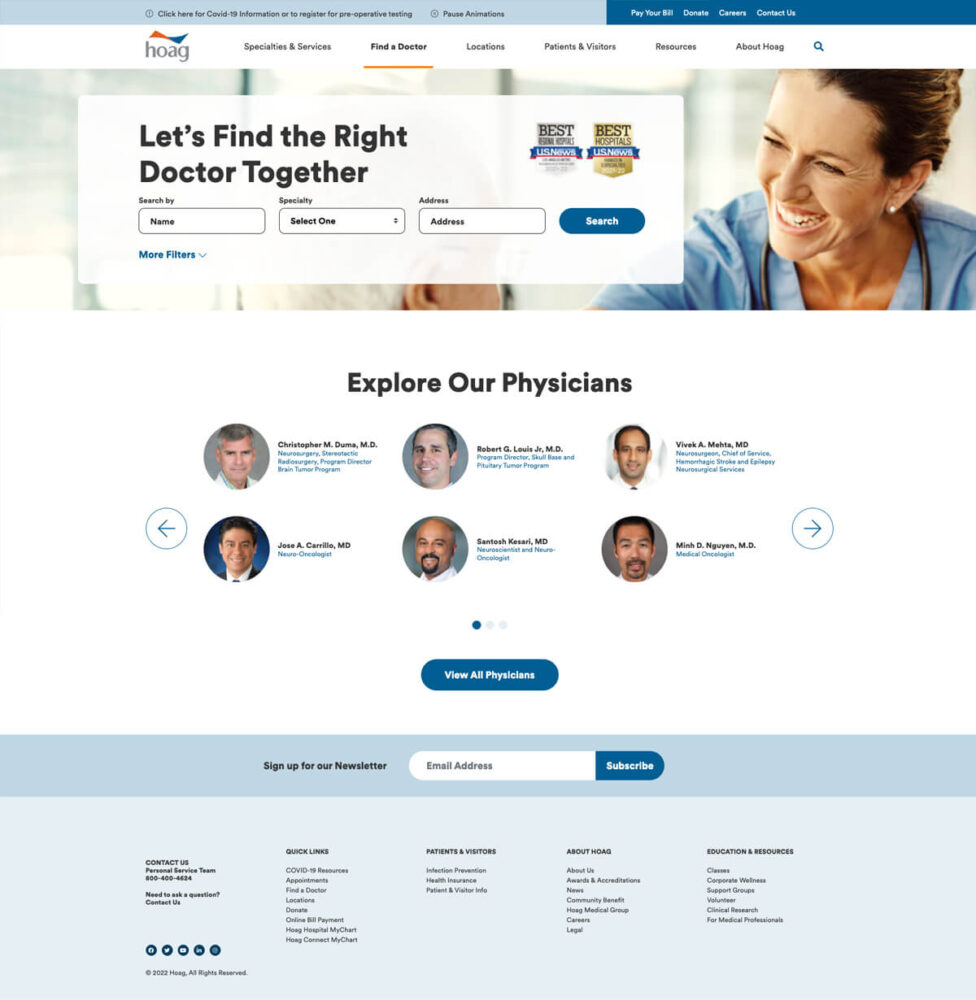 Click here for Covid-19 Information or to register for pre-operative testing
Pause Animations
Pay Your Bill
Donate
Careers
Contact Us
hoag
Specialties & Services
Find a Doctor
Locations
Patients & Visitors
Resources
About Hoag
Let's Find the Right
Doctor Together
BEST
REGIONAL HOSPITALS
U.S.News
2021-22
BEST
HOSPITALS
U.S.News
2021-22
Search by
Name
Specialty
Select One
Address
Address
Search
More Filters
Explore Our Physicians
Christopher M. Duma, M.D.
Neurosurgery, Stereotactic
Radiosurgery, Program Director
Brain Tumor Program
Robert G. Louis Jr, M.D.
Program Director, Skull Base and
Pituitary Tumor Program
Vivek A. Mehta, MD
Neurosurgeon, Chief of Service,
Hemorrhagic Stroke and Epilepsy
Neurosurgical Services
Jose A. Carrillo, MD
Neuro-Oncologist
Santosh Kesari, MD
Neuroscientist and Neuro-
Oncologist
Minh D. Nguyen, M.D.
Medical Oncologist
View All Physicians
Sign up for our Newsletter
Email Address
Subscribe
CONTACT US
Personal Service Team
800-400-4624
Need to ask a question?
Contact Us
QUICK LINKS
COVID-19 Resources
Appointments
Find a Doctor
Locations
Donate
Online Bill Payment
Hoag Hospital MyChart
Hoag Connect MyChart
PATIENTS & VISITORS
Infection Prevention
Health Insurance
Patient & Visitor Info
ABOUT HOAG
About Us
Awards & Accreditations
News
Community Benefit
Hoag Medical Group
Careers
Legal
EDUCATION & RESOURCES
Classes
Corporate Wellness
Support Groups
Volunteer
Clinical Research
For Medical Professionals
© 2022 Hoag, All Rights Reserved.